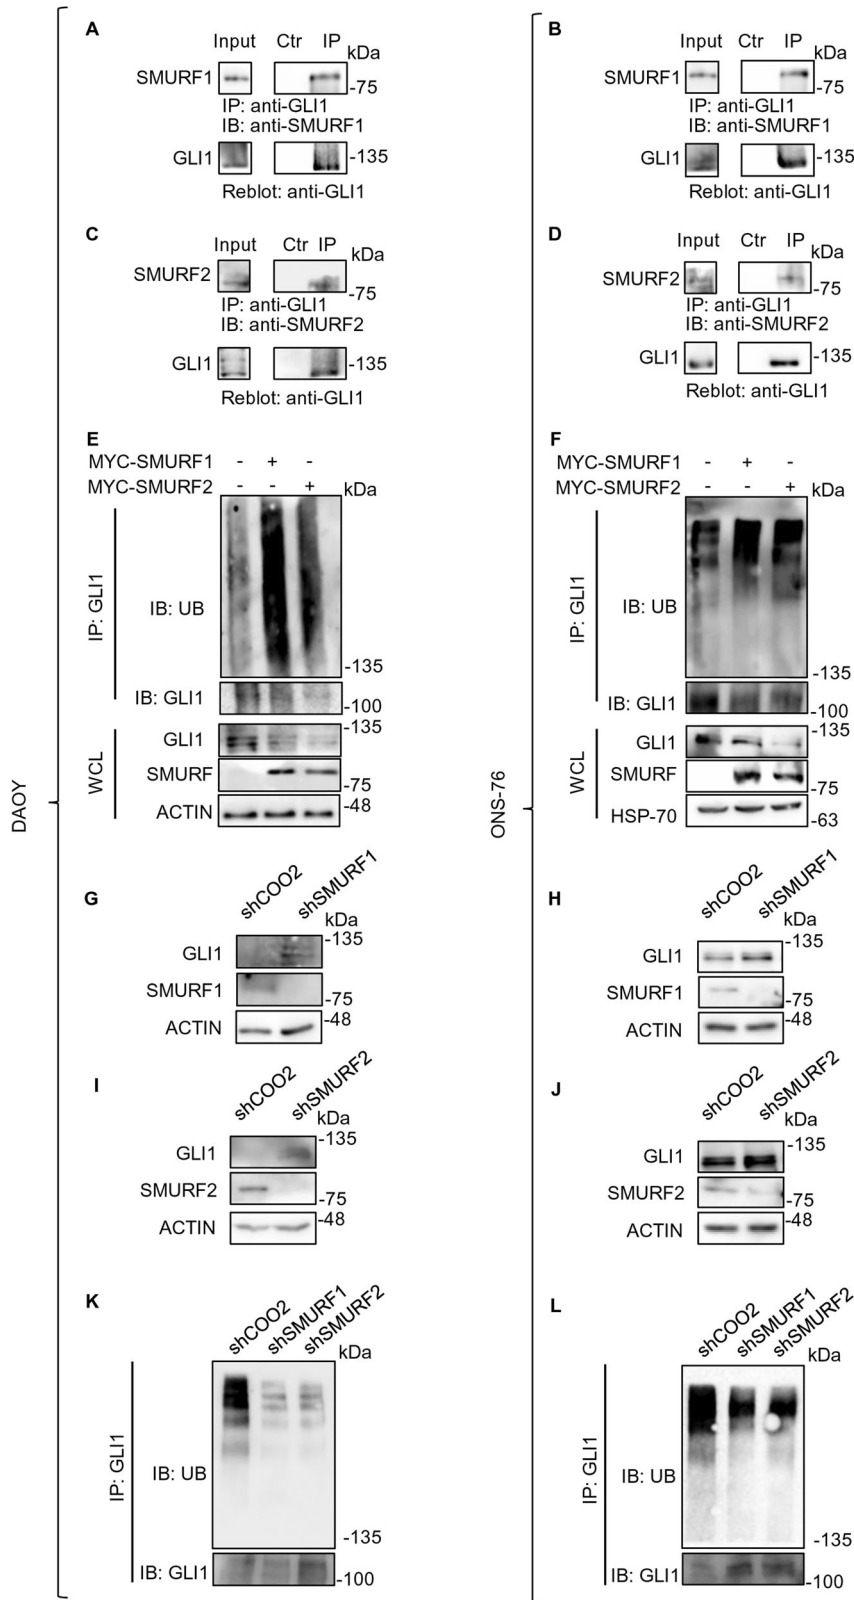 A
Input Ctr IP
kDa
SMURF1
-75
IP: anti-GLI1
IB: anti-SMURF1
GLI1
-135
Reblot: anti-GLI1
B
Input Ctr IP
kDa
SMURF1
-75
IP: anti-GLI1
IB: anti-SMURF1
GLI1
-135
Reblot: anti-GLI1
C
Input Ctr IP
kDa
SMURF2
-75
IP: anti-GLI1
IB: anti-SMURF2
GLI1
-135
Reblot: anti-GLI1
D
Input Ctr IP
kDa
SMURF2
-75
IP: anti-GLI1
IB: anti-SMURF2
GLI1
-135
Reblot: anti-GLI1
E
MYC-SMURF1 - + -
MYC-SMURF2 - - + kDa
IP: GLI1
IB: UB
-135
IB: GLI1
-100
WCL
-135
GLI1
SMURF
-75
-48
ACTIN
F
MYC-SMURF1 - + -
MYC-SMURF2 - - + kDa
IP: GLI1
IB: UB
-135
IB: GLI1
-100
WCL
-135
GLI1
SMURF
-75
HSP-70
-63
DAOY
ONS-76
G
shCOO2 shSMURF1
kDa
-135
GLI1
SMURF1
-75
-48
ACTIN
H
shCOO2 shSMURF1
kDa
-135
GLI1
SMURF1
-75
-48
ACTIN
I
shCOO2 shSMURF2
kDa
-135
GLI1
SMURF2
-75
-48
ACTIN
J
shCOO2 shSMURF2
kDa
-135
GLI1
SMURF2
-75
-48
ACTIN
K
shCOO2 shSMURF1 shSMURF2
kDa
IP: GLI1
IB: UB
-135
IB: GLI1
-100
L
shCOO2 shSMURF1 shSMURF2
kDa
IP: GLI1
IB: UB
-135
IB: GLI1
-100